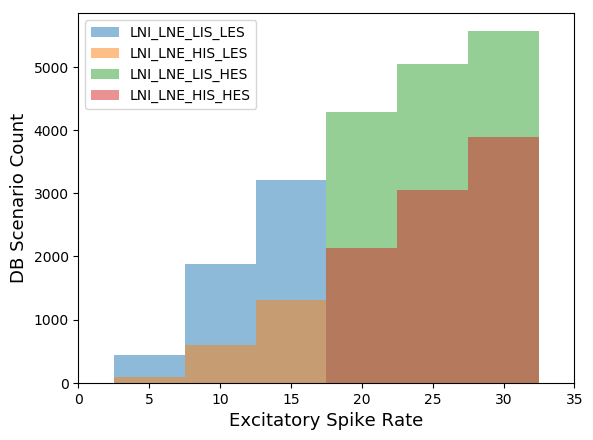 LNI_LNE_LIS_LES
LNI_LNE_HIS_LES
LNI_LNE_LIS_HES
LNI_LNE_HIS_HES
DB Scenario Count
5000
4000
3000
2000
1000
0
0 5 10 15 20 25 30 35
Excitatory Spike Rate